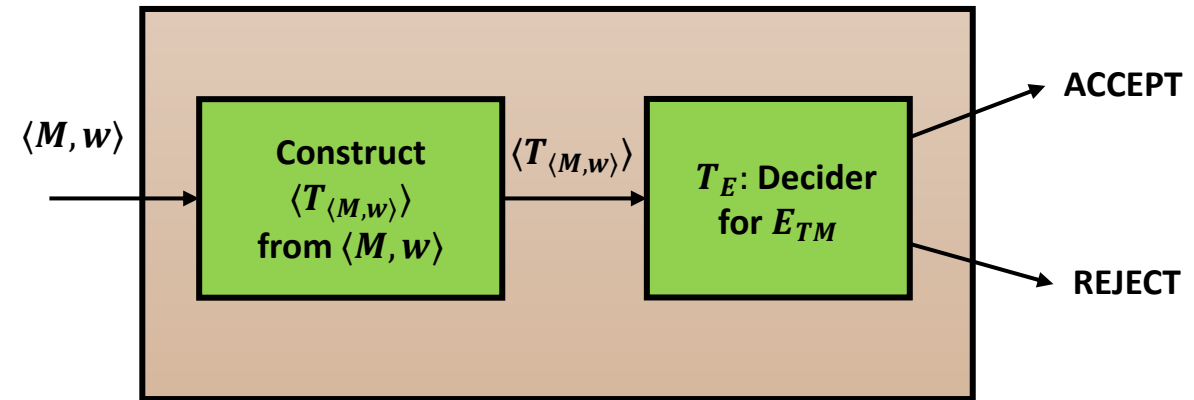 ⟨M, w⟩
Construct
⟨T⟨M,w⟩⟩
from ⟨M, w⟩
⟨T⟨M,w⟩⟩
T_E: Decider
for E_TM
ACCEPT
REJECT